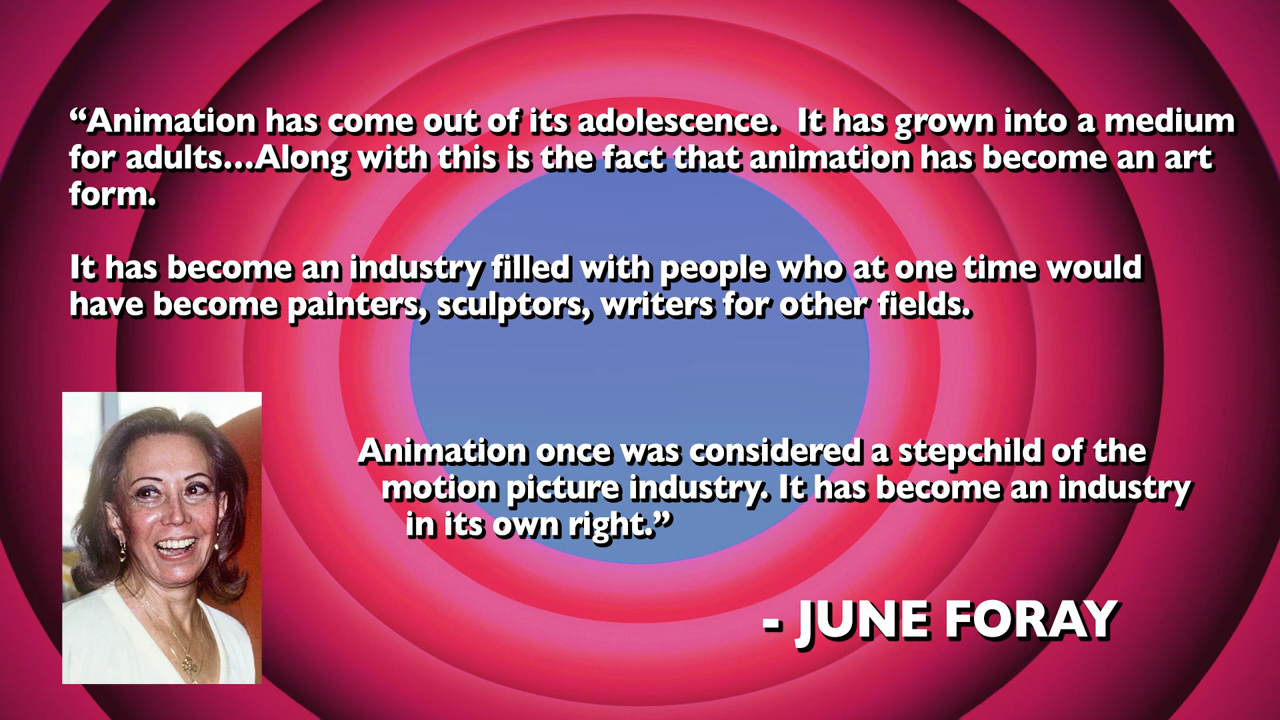 “Animation has come out of its adolescence.  It has grown into a medium
for adults...Along with this is the fact that animation has become an art
form.
It has become an industry filled with people who at one time would
have become painters, sculptors, writers for other fields.
Animation once was considered a stepchild of the
motion picture industry. It has become an industry
in its own right.”
- JUNE FORAY